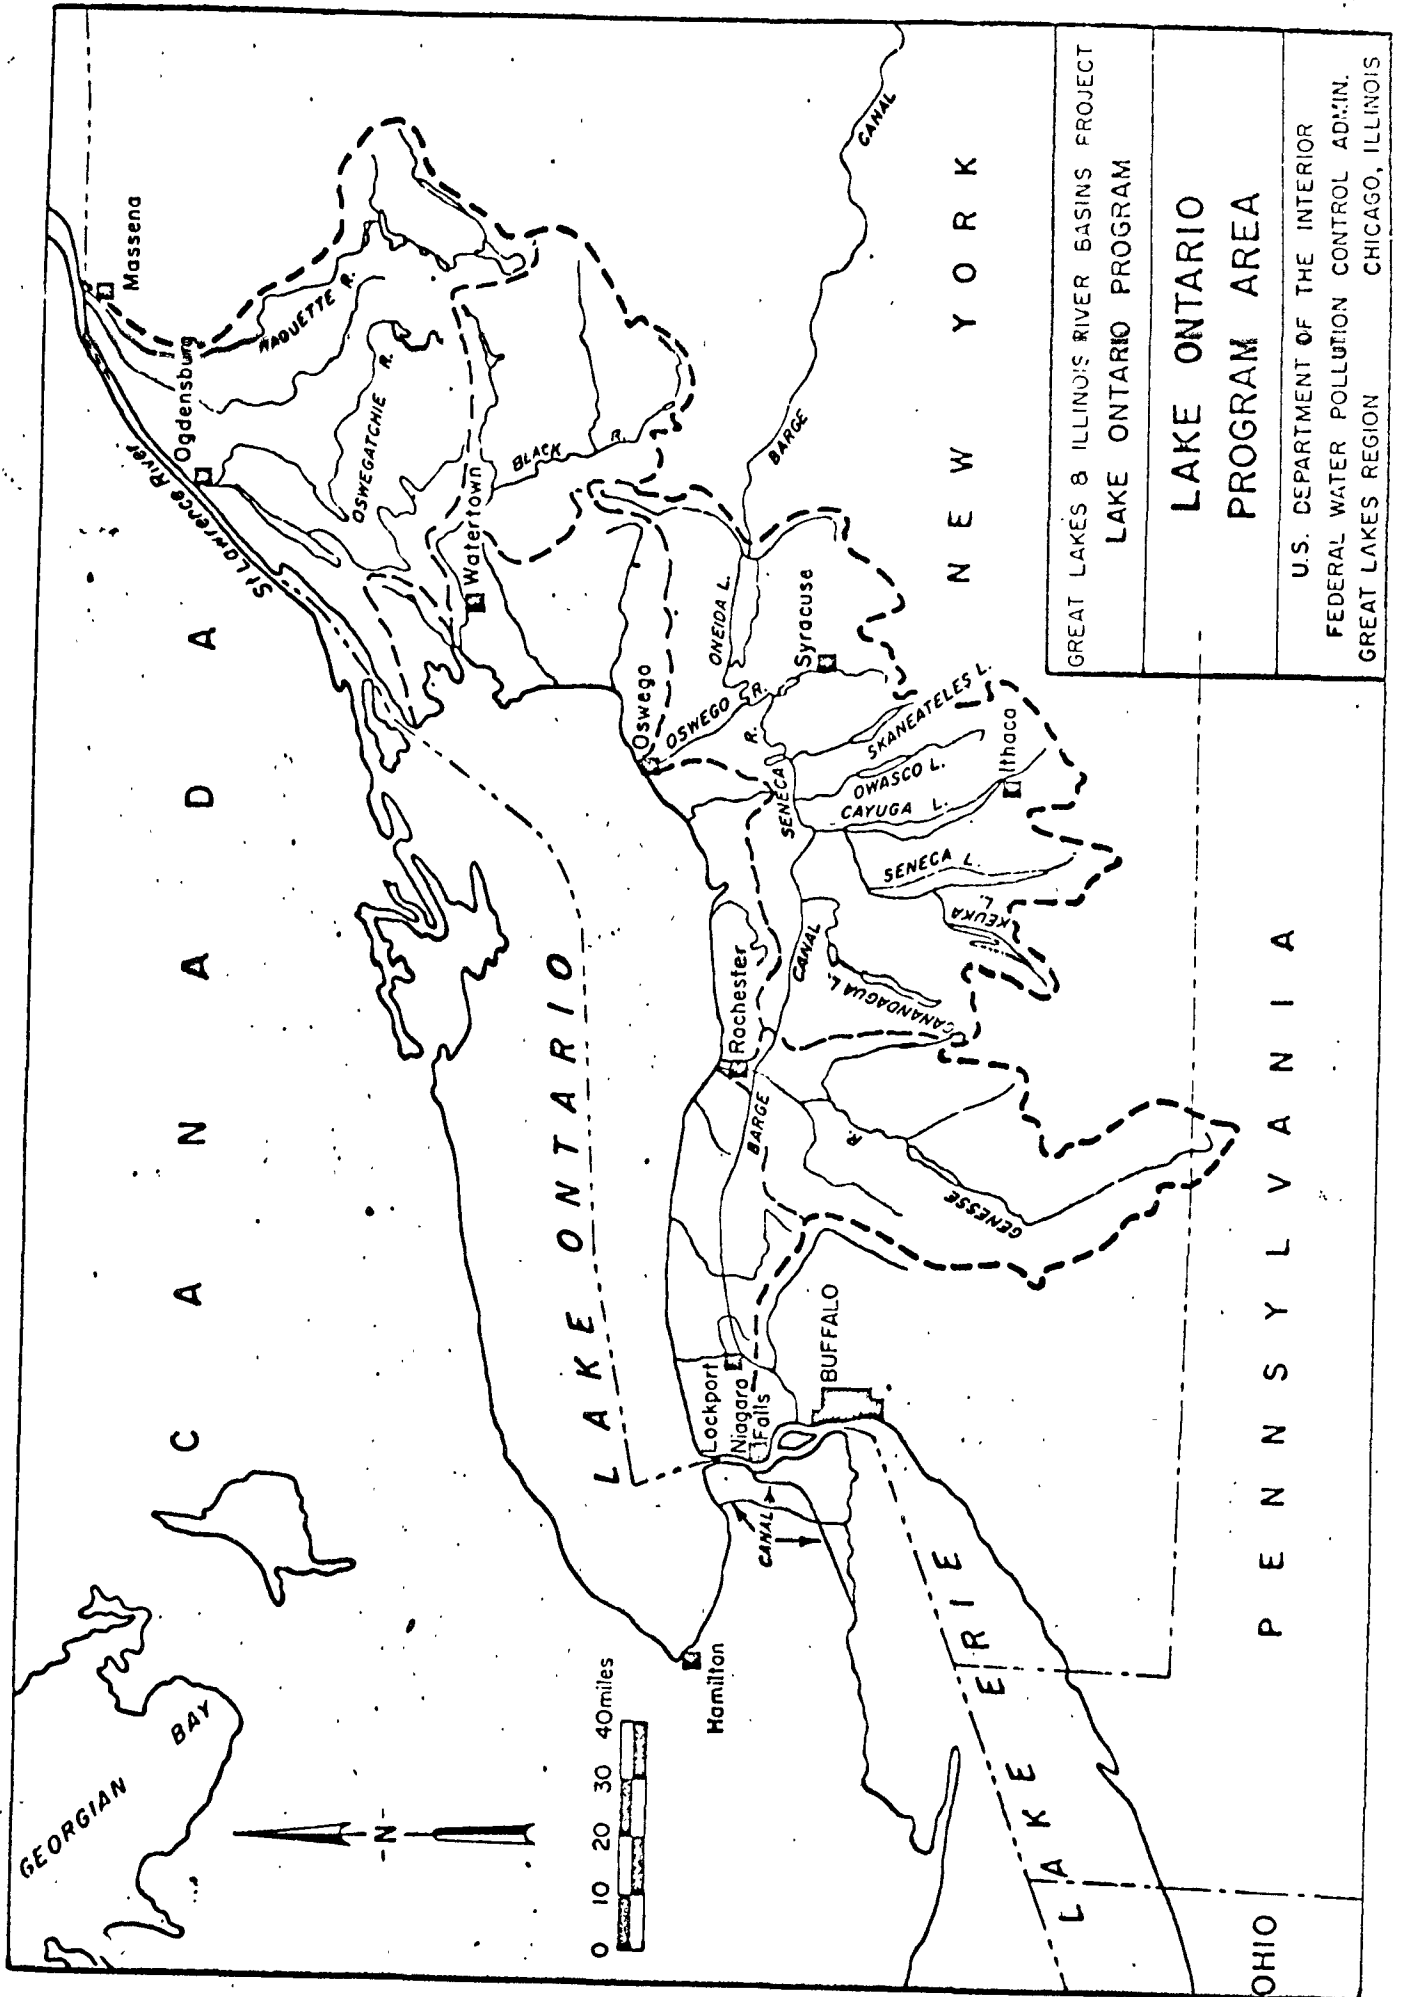 GEORGIAN
BAY
C A N A D A
St Lawrence River
Massena
Ogdensburg
RAQUETTE R.
OSWEGATCHIE R.
Watertown
BLACK R.
-N-
0 10 20 30 40 miles
LAKE ONTARIO
Hamilton
Lockport
Niagara
Falls
CANAL
BUFFALO
BARGE
Rochester
CANAL
GENESSE R.
CANANDAGUA L.
KEUKA L.
SENECA L.
CAYUGA L.
OWASCO L.
SKANEATELES L.
Ithaca
SENECA R.
Oswego
OSWEGO R.
ONEIDA L.
Syracuse
BARGE
CANAL
NEW YORK
LAKE ERIE
OHIO
PENNSYLVANIA
GREAT LAKES & ILLINOIS RIVER BASINS PROJECT
LAKE ONTARIO PROGRAM
LAKE ONTARIO
PROGRAM AREA
U.S. DEPARTMENT OF THE INTERIOR
FEDERAL WATER POLLUTION CONTROL ADMIN.
GREAT LAKES REGION CHICAGO, ILLINOIS